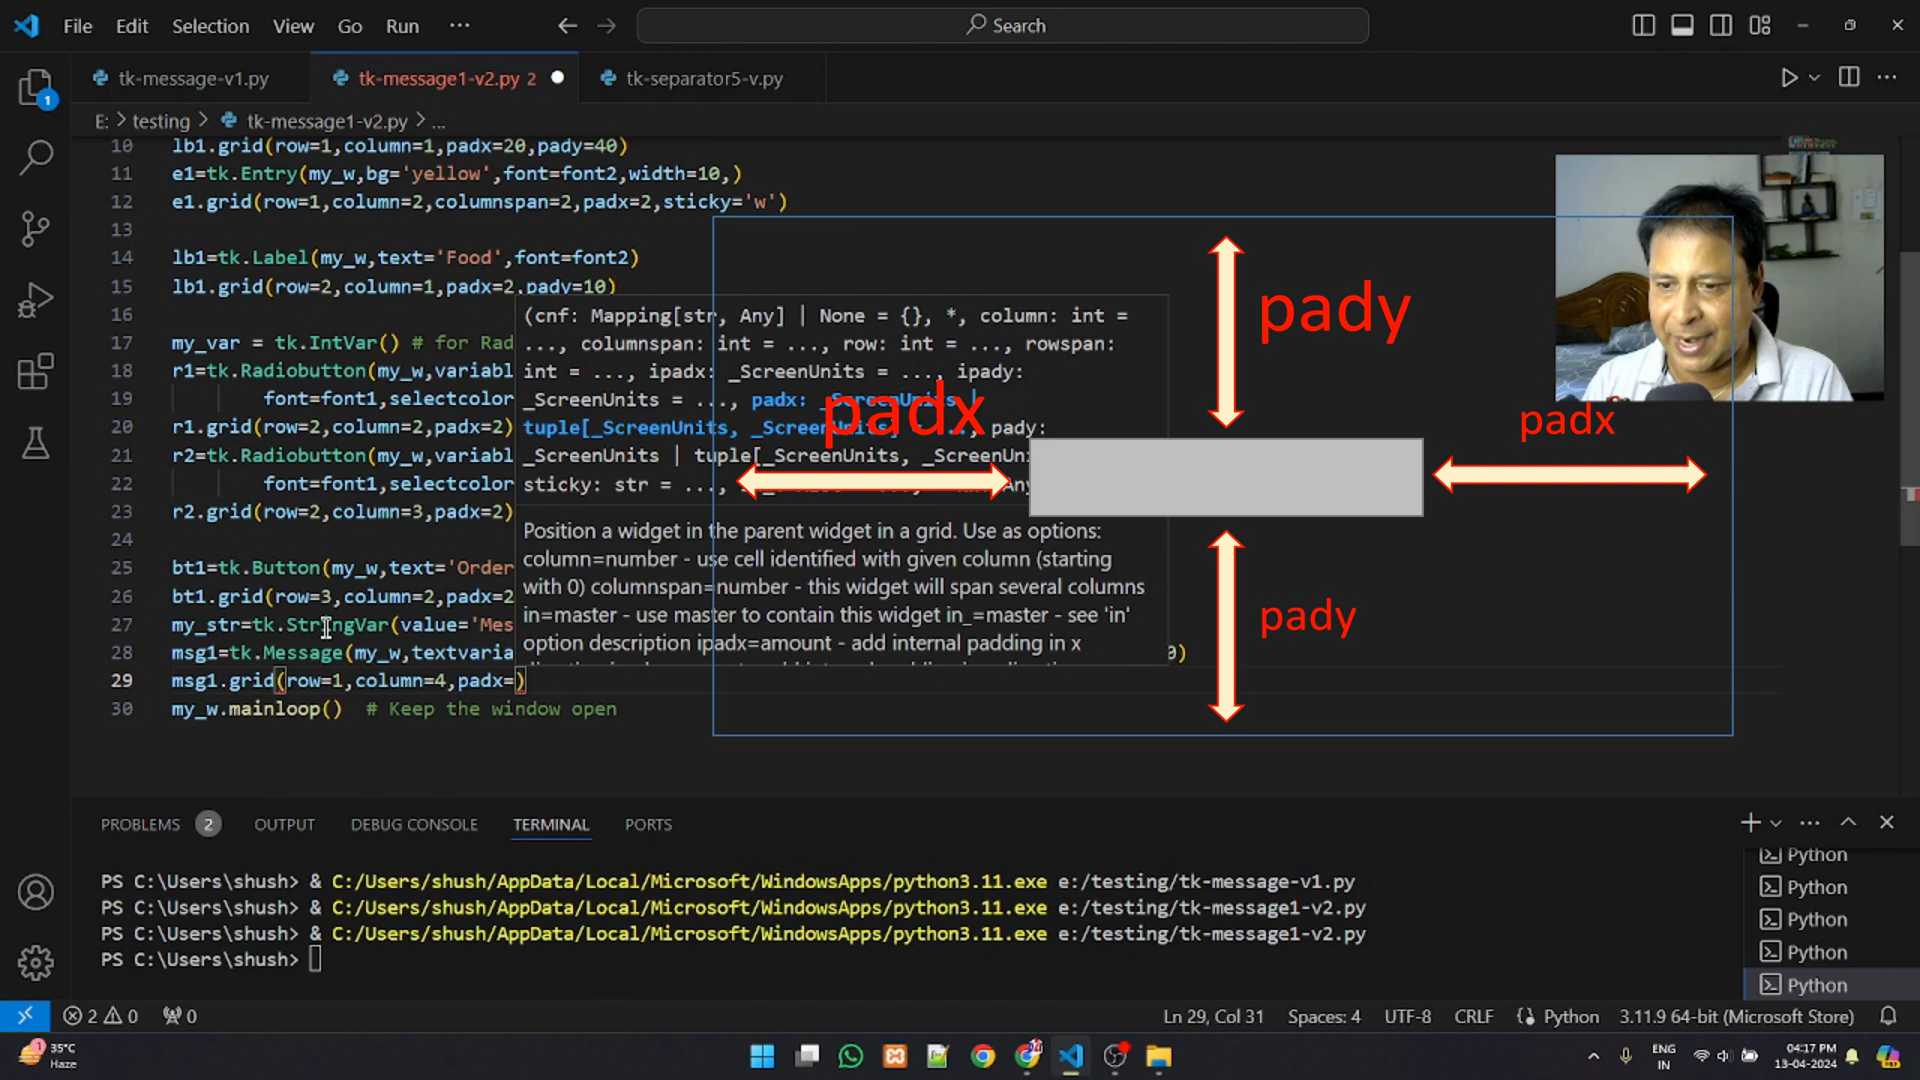 File Edit Selection View Go Run ···
Search
tk-message-v1.py
tk-message1-v2.py 2
tk-separator5-v.py
E: > testing > tk-message1-v2.py > ...
10 lb1.grid(row=1,column=1,padx=20,pady=40)
11 e1=tk.Entry(my_w,bg='yellow',font=font2,width=10,)
12 e1.grid(row=1,column=2,columnspan=2,padx=2,sticky='w')
13
14 lb1=tk.Label(my_w,text='Food',font=font2)
15 lb1.grid(row=2,column=1,padx=2,pady=10)
16
17 my_var = tk.IntVar() # for Rad
18 r1=tk.Radiobutton(my_w,variabl
19 font=font1,selectcolor
20 r1.grid(row=2,column=2,padx=2)
21 r2=tk.Radiobutton(my_w,variabl
22 font=font1,selectcolor
23 r2.grid(row=2,column=3,padx=2)
24
25 bt1=tk.Button(my_w,text='Order
26 bt1.grid(row=3,column=2,padx=2
27 my_str=tk.StringVar(value='Mes
28 msg1=tk.Message(my_w,textvaria 0)
29 msg1.grid(row=1,column=4,padx=)
30 my_w.mainloop() # Keep the window open
(cnf: Mapping[str, Any] | None = {}, *, column: int =
..., columnspan: int = ..., row: int = ..., rowspan:
int = ..., ipadx: _ScreenUnits = ..., ipady:
_ScreenUnits = ..., padx: _ScreenUnits |
tuple[_ScreenUnits, _ScreenUnits] = ..., pady:
_ScreenUnits | tuple[_ScreenUnits, _ScreenUn
sticky: str = ..., Any
Position a widget in the parent widget in a grid. Use as options:
column=number - use cell identified with given column (starting
with 0) columnspan=number - this widget will span several columns
in=master - use master to contain this widget in_=master - see 'in'
option description ipadx=amount - add internal padding in x
pady
padx
padx
pady
PROBLEMS 2 OUTPUT DEBUG CONSOLE TERMINAL PORTS
PS C:\Users\shush> & C:/Users/shush/AppData/Local/Microsoft/WindowsApps/python3.11.exe e:/testing/tk-message-v1.py
PS C:\Users\shush> & C:/Users/shush/AppData/Local/Microsoft/WindowsApps/python3.11.exe e:/testing/tk-message1-v2.py
PS C:\Users\shush> & C:/Users/shush/AppData/Local/Microsoft/WindowsApps/python3.11.exe e:/testing/tk-message1-v2.py
PS C:\Users\shush>
Python
Python
Python
Python
Python
1
2 0 0
Ln 29, Col 31 Spaces: 4 UTF-8 CRLF Python 3.11.9 64-bit (Microsoft Store)
1
35°C
Haze
ENG
IN
04:17 PM
13-04-2024